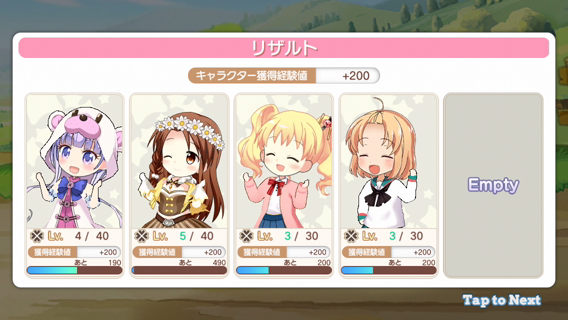 リザルト
キャラクター獲得経験値 +200
Lv. 4 / 40
獲得経験値 +200
あと 190
Lv. 5 / 40
獲得経験値 +200
あと 490
Lv. 3 / 30
獲得経験値 +200
あと 200
Lv. 3 / 30
獲得経験値 +200
あと 200
Empty
Tap to Next